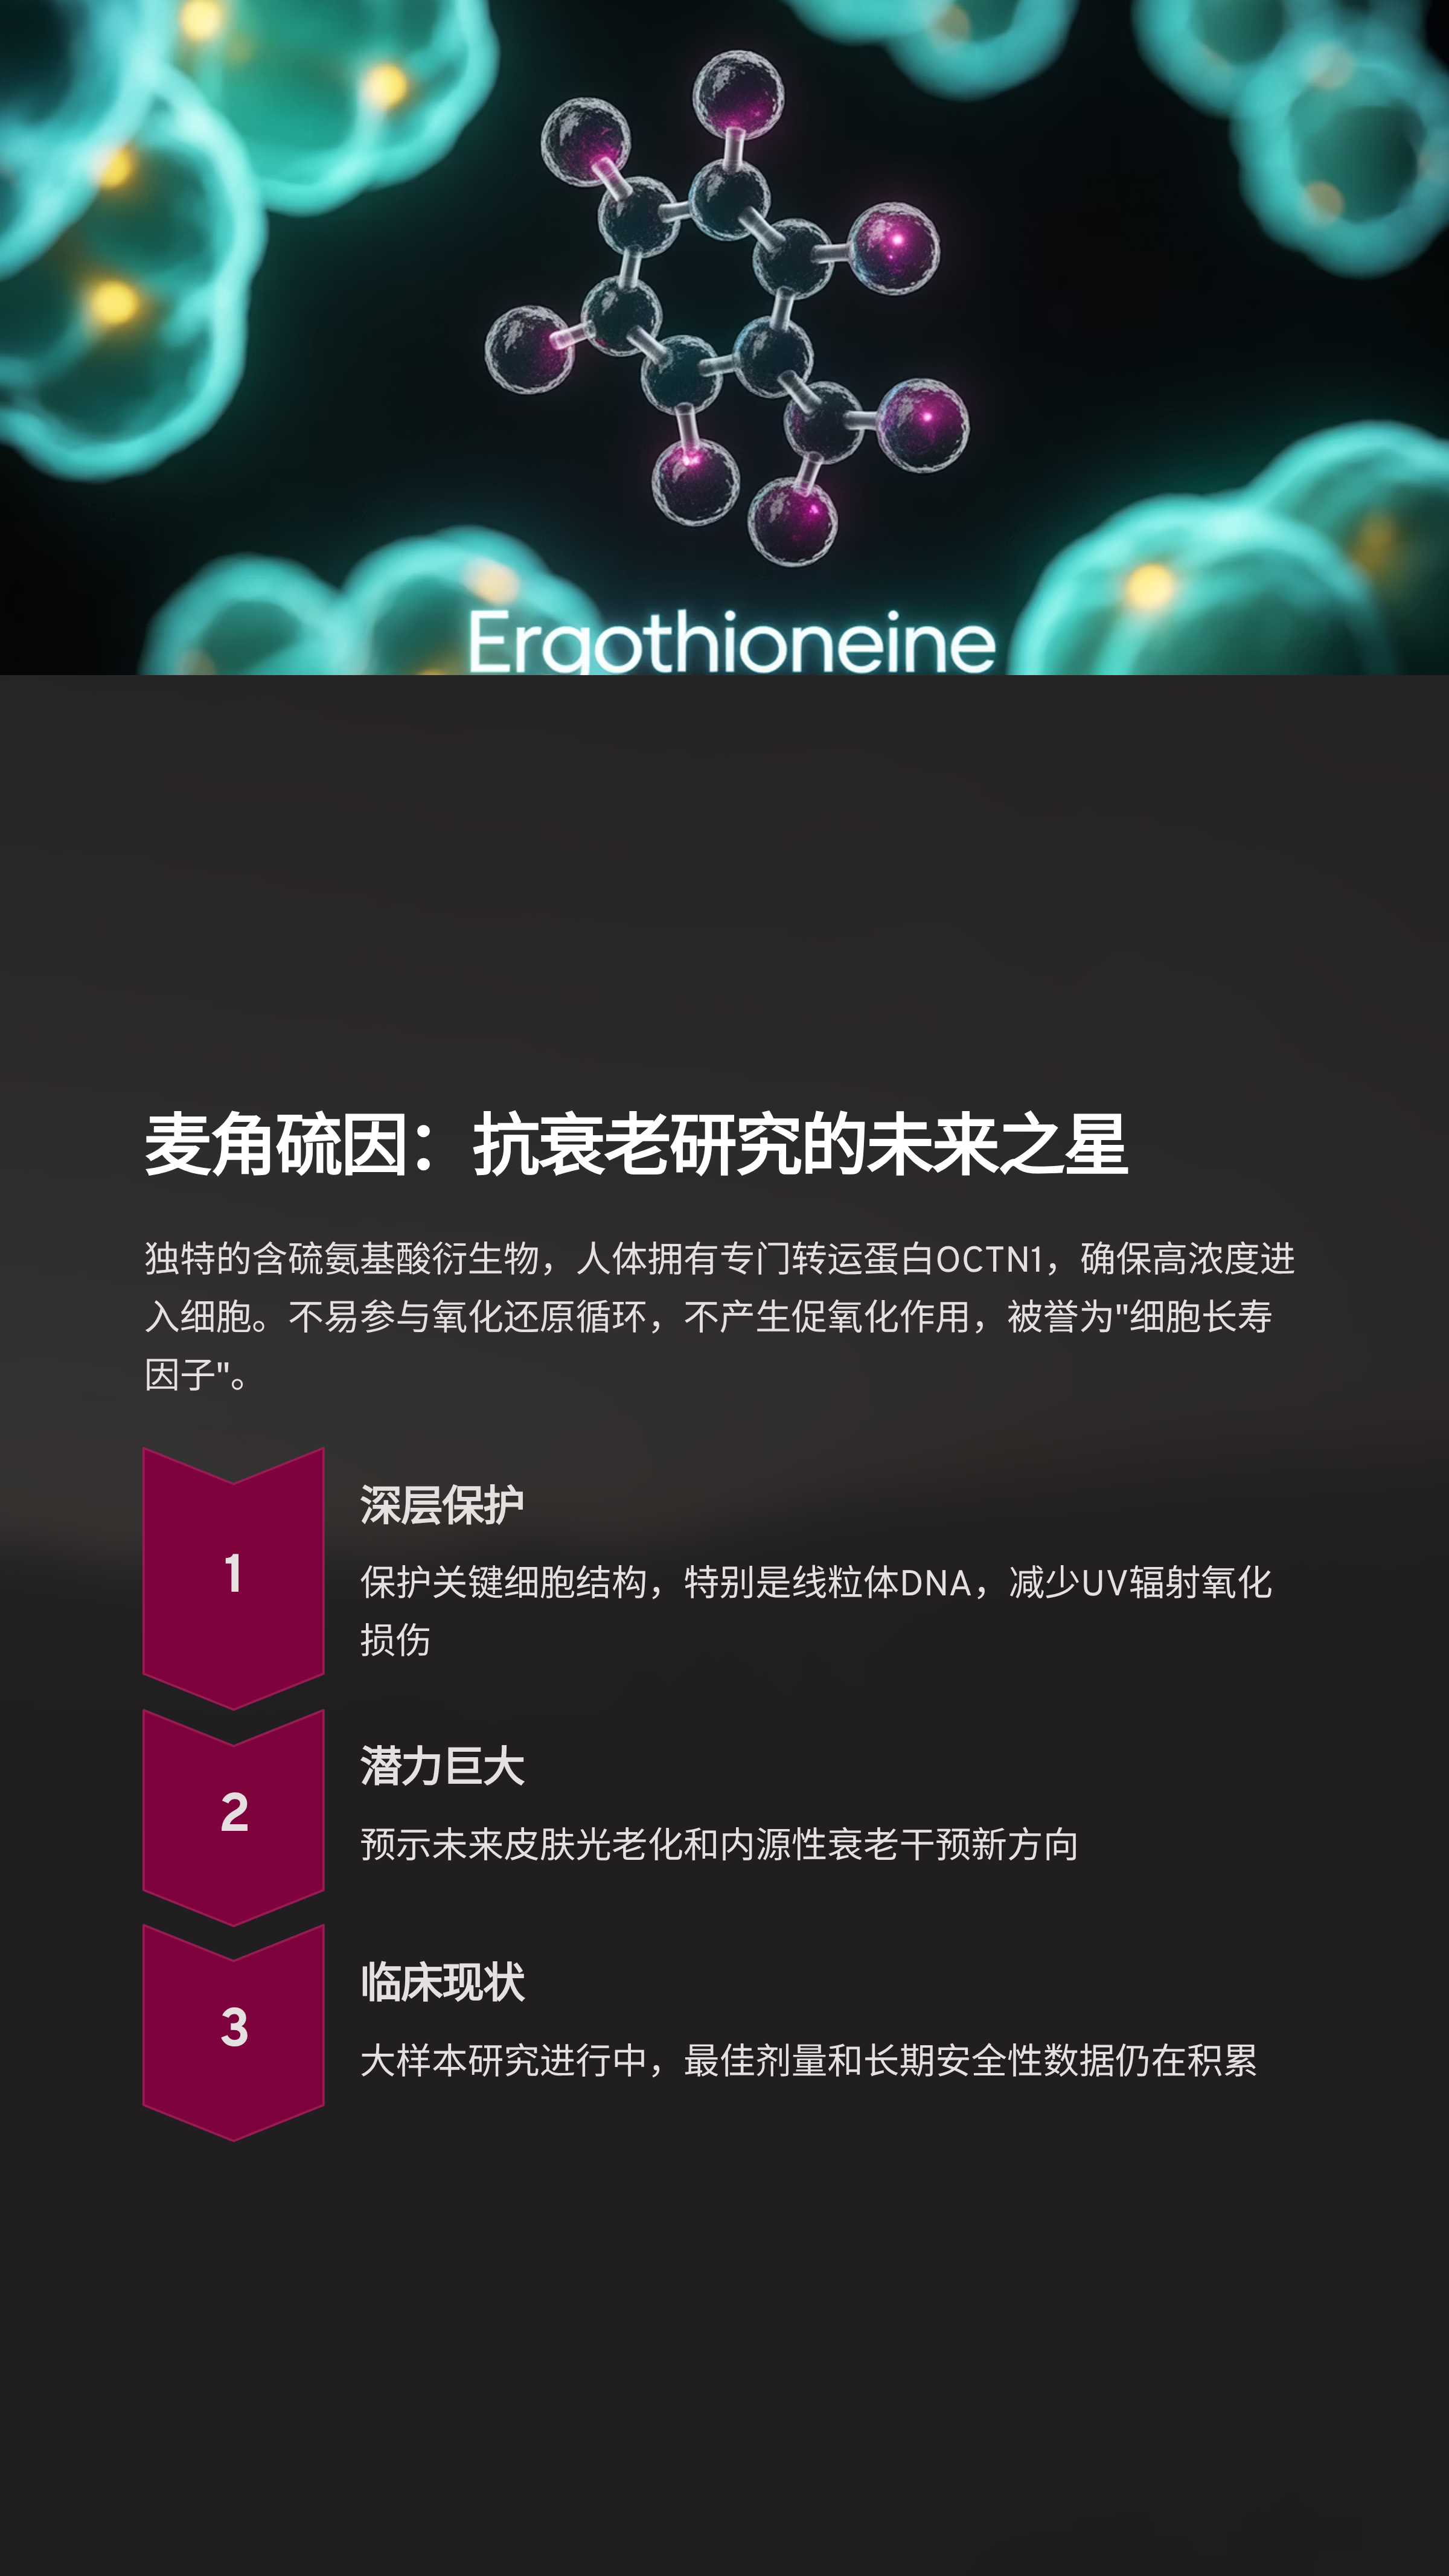 Ergothioneine
麦角硫因：抗衰老研究的未来之星
独特的含硫氨基酸衍生物，人体拥有专门转运蛋白OCTN1，确保高浓度进
入细胞。不易参与氧化还原循环，不产生促氧化作用，被誉为"细胞长寿
因子"。
1
深层保护
保护关键细胞结构，特别是线粒体DNA，减少UV辐射氧化
损伤
2
潜力巨大
预示未来皮肤光老化和内源性衰老干预新方向
3
临床现状
大样本研究进行中，最佳剂量和长期安全性数据仍在积累